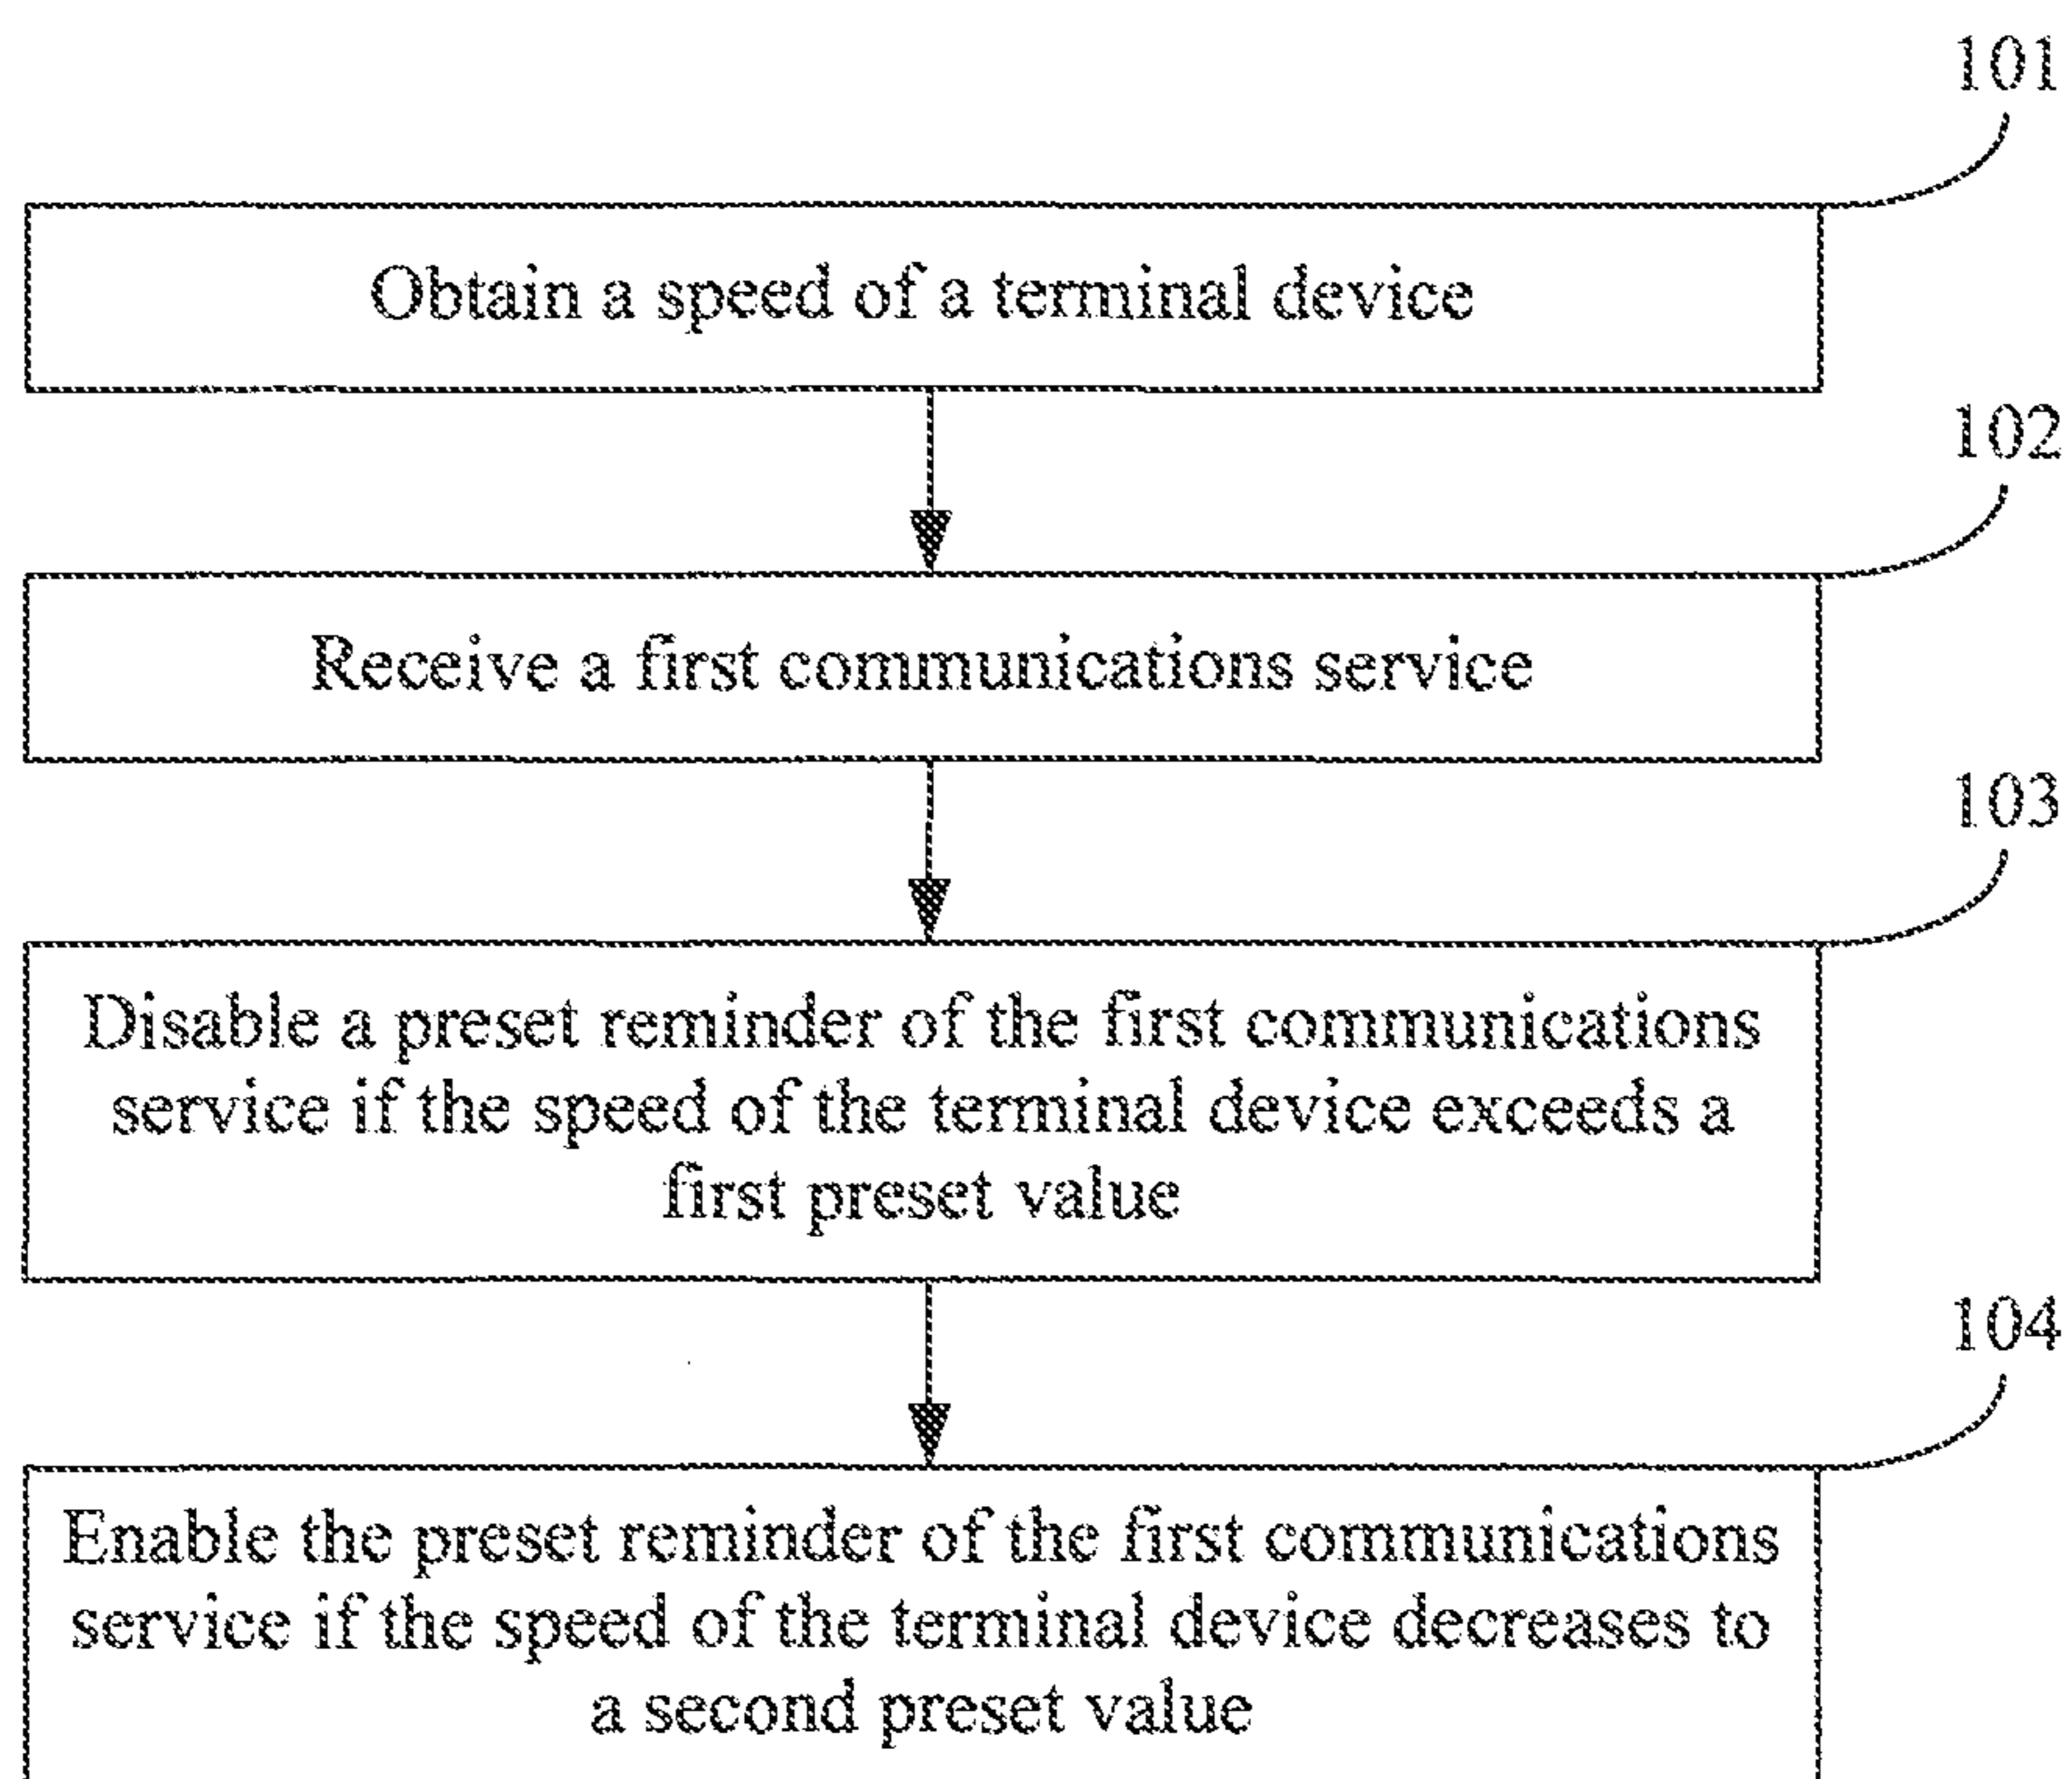 101
Obtain a speed of a terminal device
102
Receive a first communications service
103
Disable a preset reminder of the first communications
service if the speed of the terminal device exceeds a
first preset value
104
Enable the preset reminder of the first communications
service if the speed of the terminal device decreases to
a second preset value